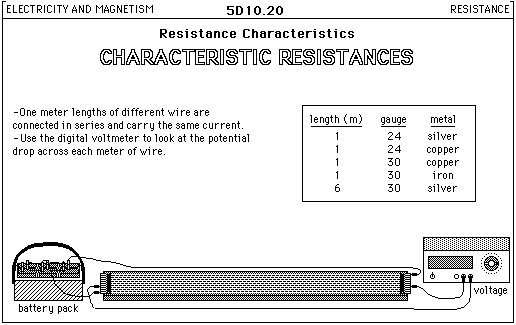 ELECTRICITY AND MAGNETISM 5D10.20 RESISTANCE
Resistance Characteristics
CHARACTERISTIC RESISTANCES
-One meter lengths of different wire are
connected in series and carry the same current.
-Use the digital voltmeter to look at the potential
drop across each meter of wire.
length (m) gauge metal
1 24 silver
1 24 copper
1 30 copper
1 30 iron
6 30 silver
battery pack
voltage